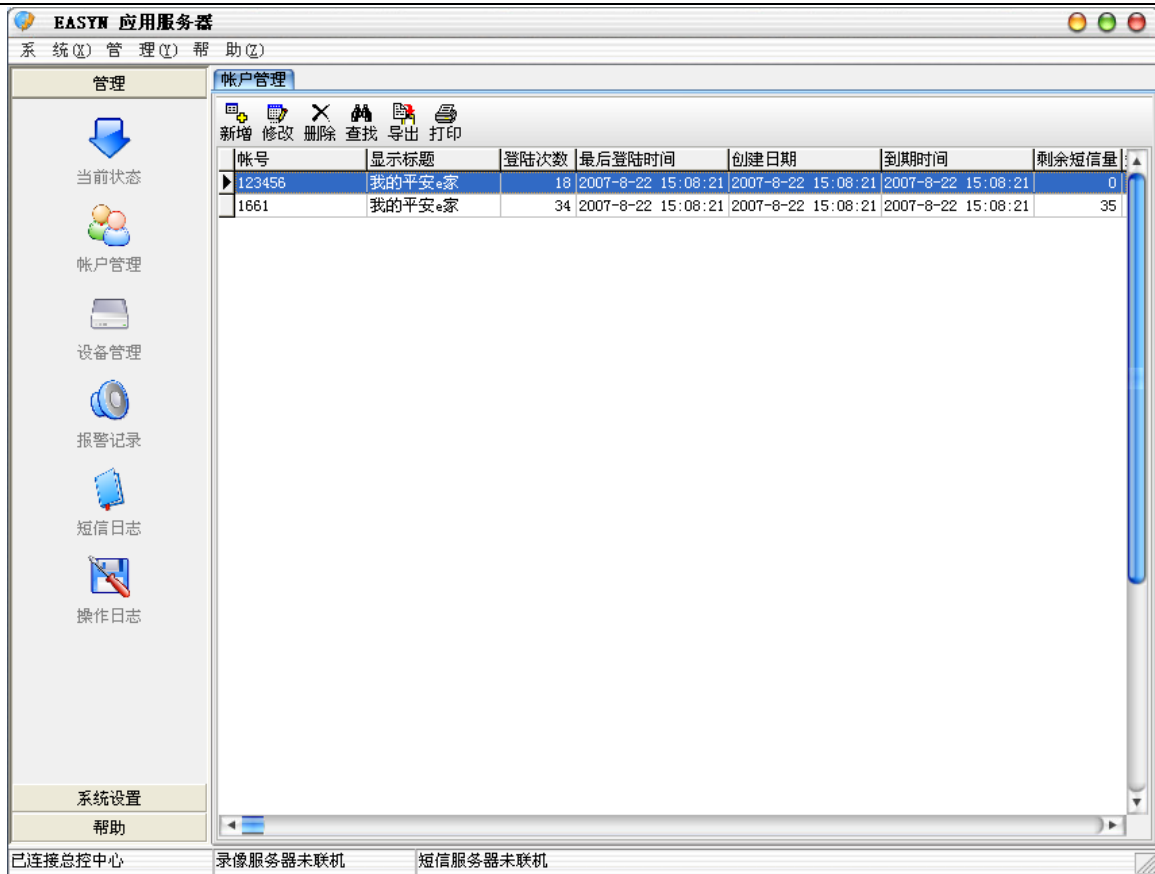 EASYN 应用服务器
系 统(X) 管 理(Y) 帮 助(Z)
管理
当前状态
帐户管理
设备管理
报警记录
短信日志
操作日志
系统设置
帮助
帐户管理
新增 修改 删除 查找 导出 打印
帐号 显示标题 登陆次数 最后登陆时间 创建日期 到期时间 剩余短信量
123456 我的平安e家 18 2007-8-22 15:08:21 2007-8-22 15:08:21 2007-8-22 15:08:21 0
1661 我的平安e家 34 2007-8-22 15:08:21 2007-8-22 15:08:21 2007-8-22 15:08:21 35
已连接总控中心 录像服务器未联机 短信服务器未联机